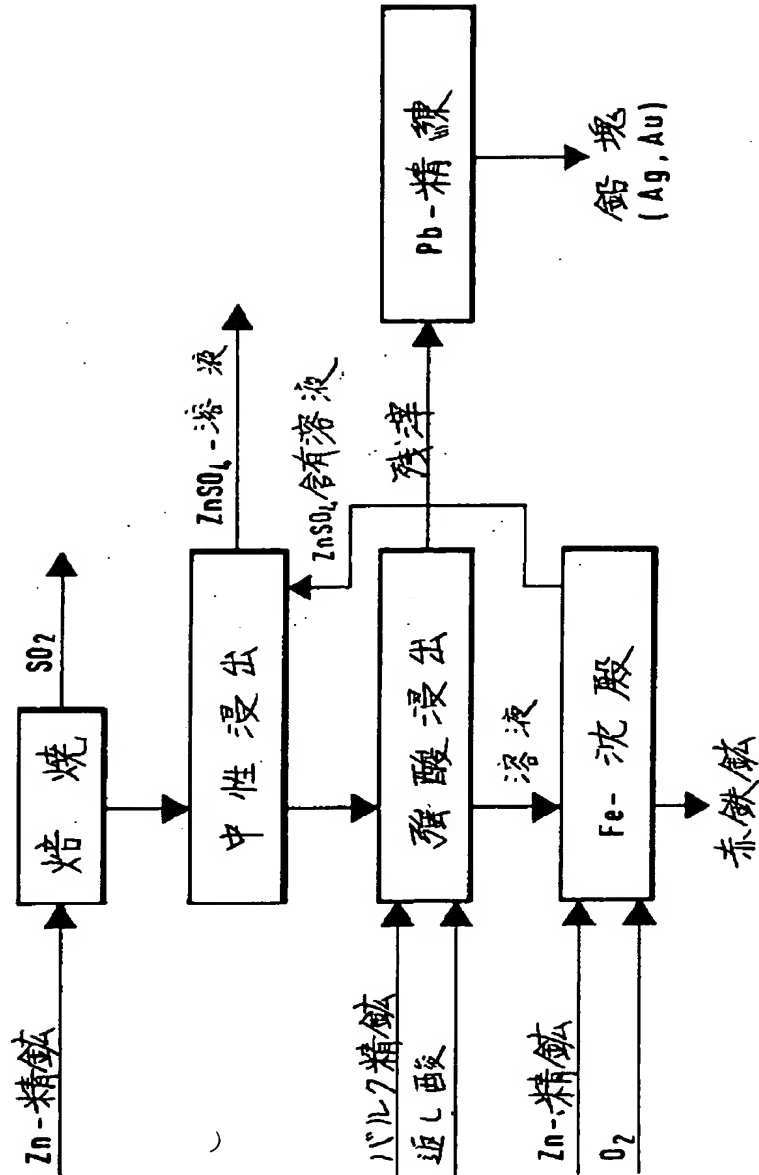 Zn-精鉱
焙焼
SO2
中性浸出
ZnSO4-溶液
ZnSO4含有溶液
バルク精鉱
返し酸
強酸浸出
残滓
Pb-精錬
鉛塊
(Ag,Au)
溶液
Zn-精鉱
O2
Fe-沈殿
赤鉄鉱